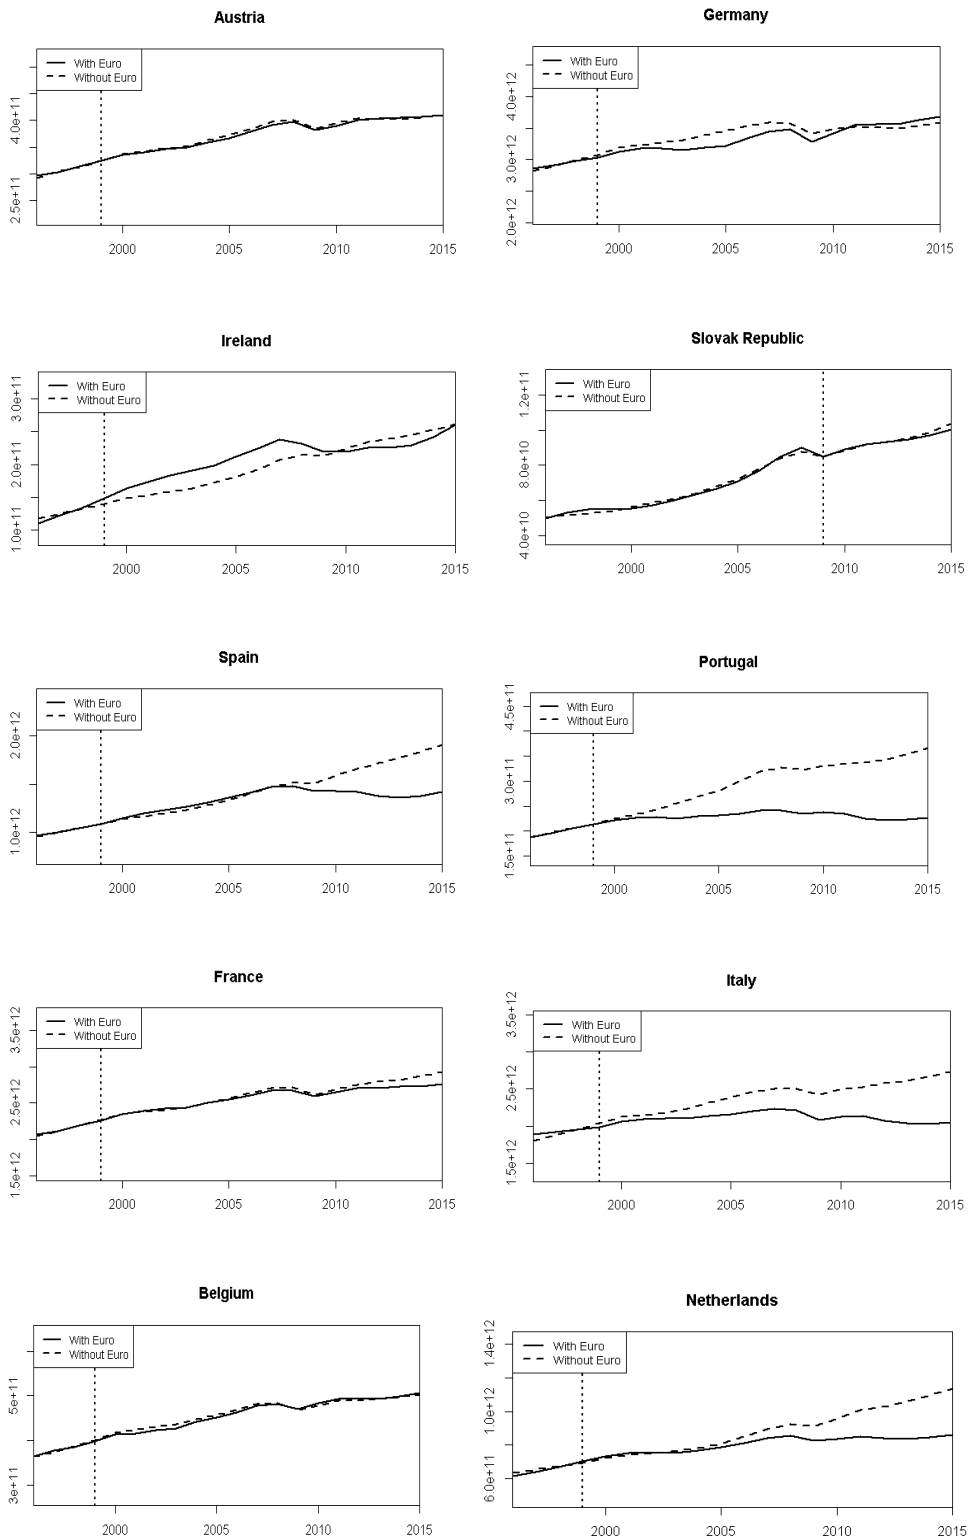 Austria
With Euro
Without Euro
4.0e+11
2.5e+11
2000 2005 2010 2015
Germany
With Euro
Without Euro
4.0e+12
3.0e+12
2.0e+12
2000 2005 2010 2015
Ireland
With Euro
Without Euro
3.0e+11
2.0e+11
1.0e+11
2000 2005 2010 2015
Slovak Republic
With Euro
Without Euro
1.2e+11
8.0e+10
4.0e+10
2000 2005 2010 2015
Spain
With Euro
Without Euro
2.0e+12
1.0e+12
2000 2005 2010 2015
Portugal
With Euro
Without Euro
4.5e+11
3.0e+11
1.5e+11
2000 2005 2010 2015
France
With Euro
Without Euro
3.5e+12
2.5e+12
1.5e+12
2000 2005 2010 2015
Italy
With Euro
Without Euro
3.5e+12
2.5e+12
1.5e+12
2000 2005 2010 2015
Belgium
With Euro
Without Euro
5e+11
3e+11
2000 2005 2010 2015
Netherlands
With Euro
Without Euro
1.4e+12
1.0e+12
6.0e+11
2000 2005 2010 2015